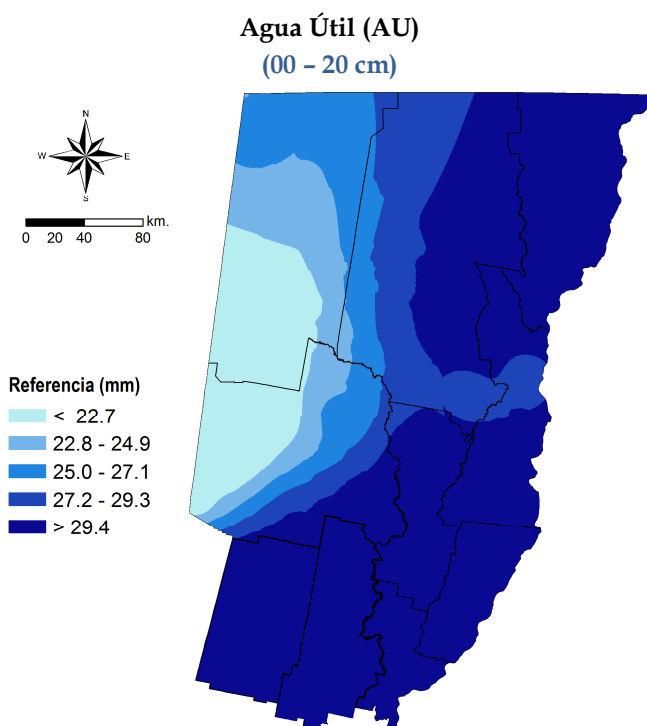 Agua Útil (AU)
(00 – 20 cm)
N
W E
S
km.
0 20 40 80
Referencia (mm)
< 22.7
22.8 - 24.9
25.0 - 27.1
27.2 - 29.3
> 29.4